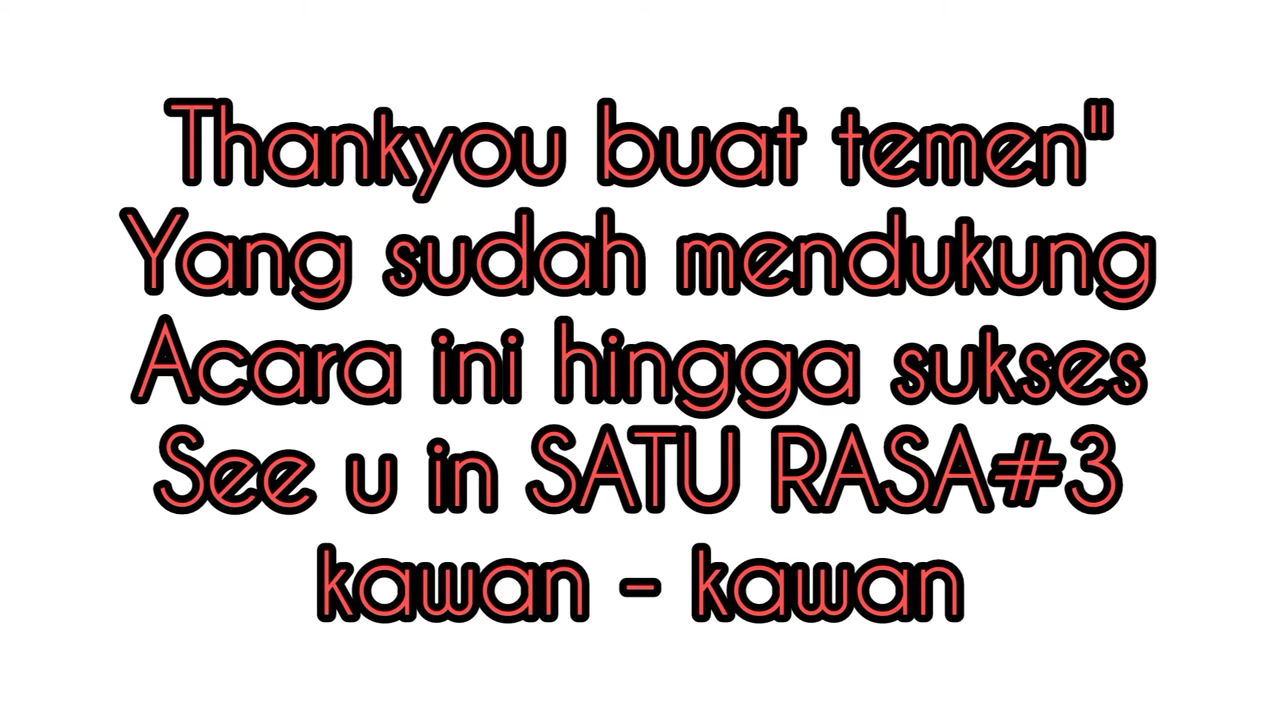 Thankyou buat temen"
Yang sudah mendukung
Acara ini hingga sukses
See u in SATU RASA#3
kawan - kawan